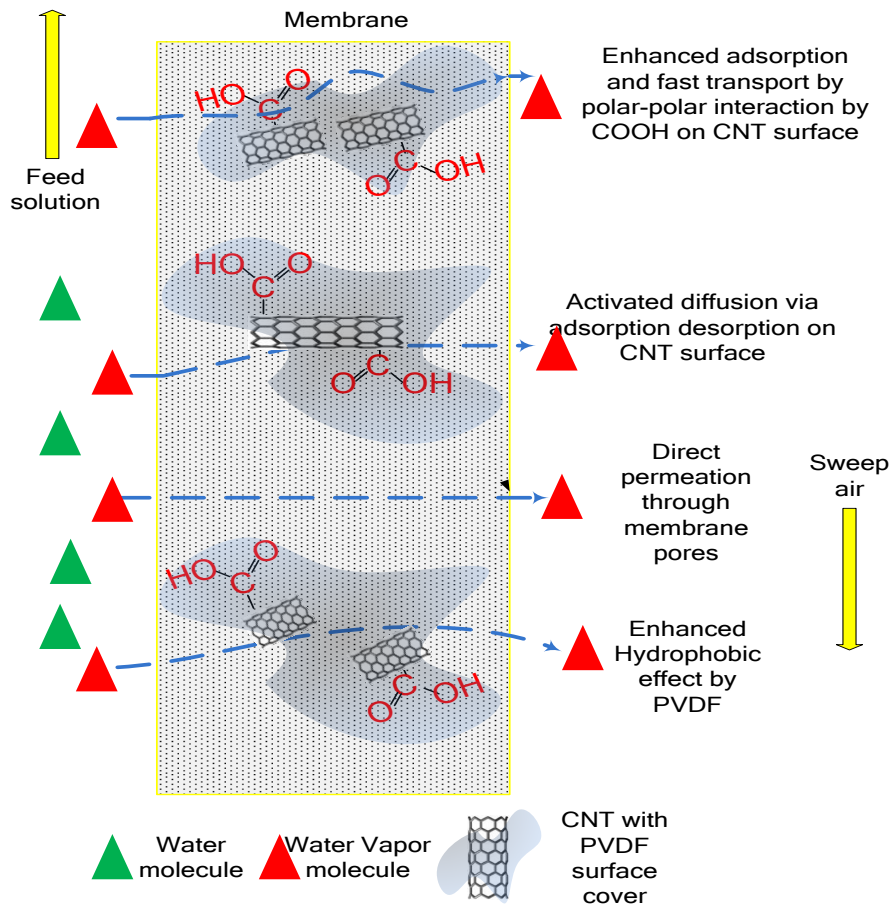 Membrane
Feed
solution
HO
C
O
C
O
OH
Enhanced adsorption
and fast transport by
polar-polar interaction by
COOH on CNT surface
HO
C
O
C
O
OH
Activated diffusion via
adsorption desorption on
CNT surface
Direct
permeation
through
membrane
pores
Sweep
air
HO
C
O
C
O
OH
Enhanced
Hydrophobic
effect by
PVDF
Water
molecule
Water Vapor
molecule
CNT with
PVDF
surface
cover